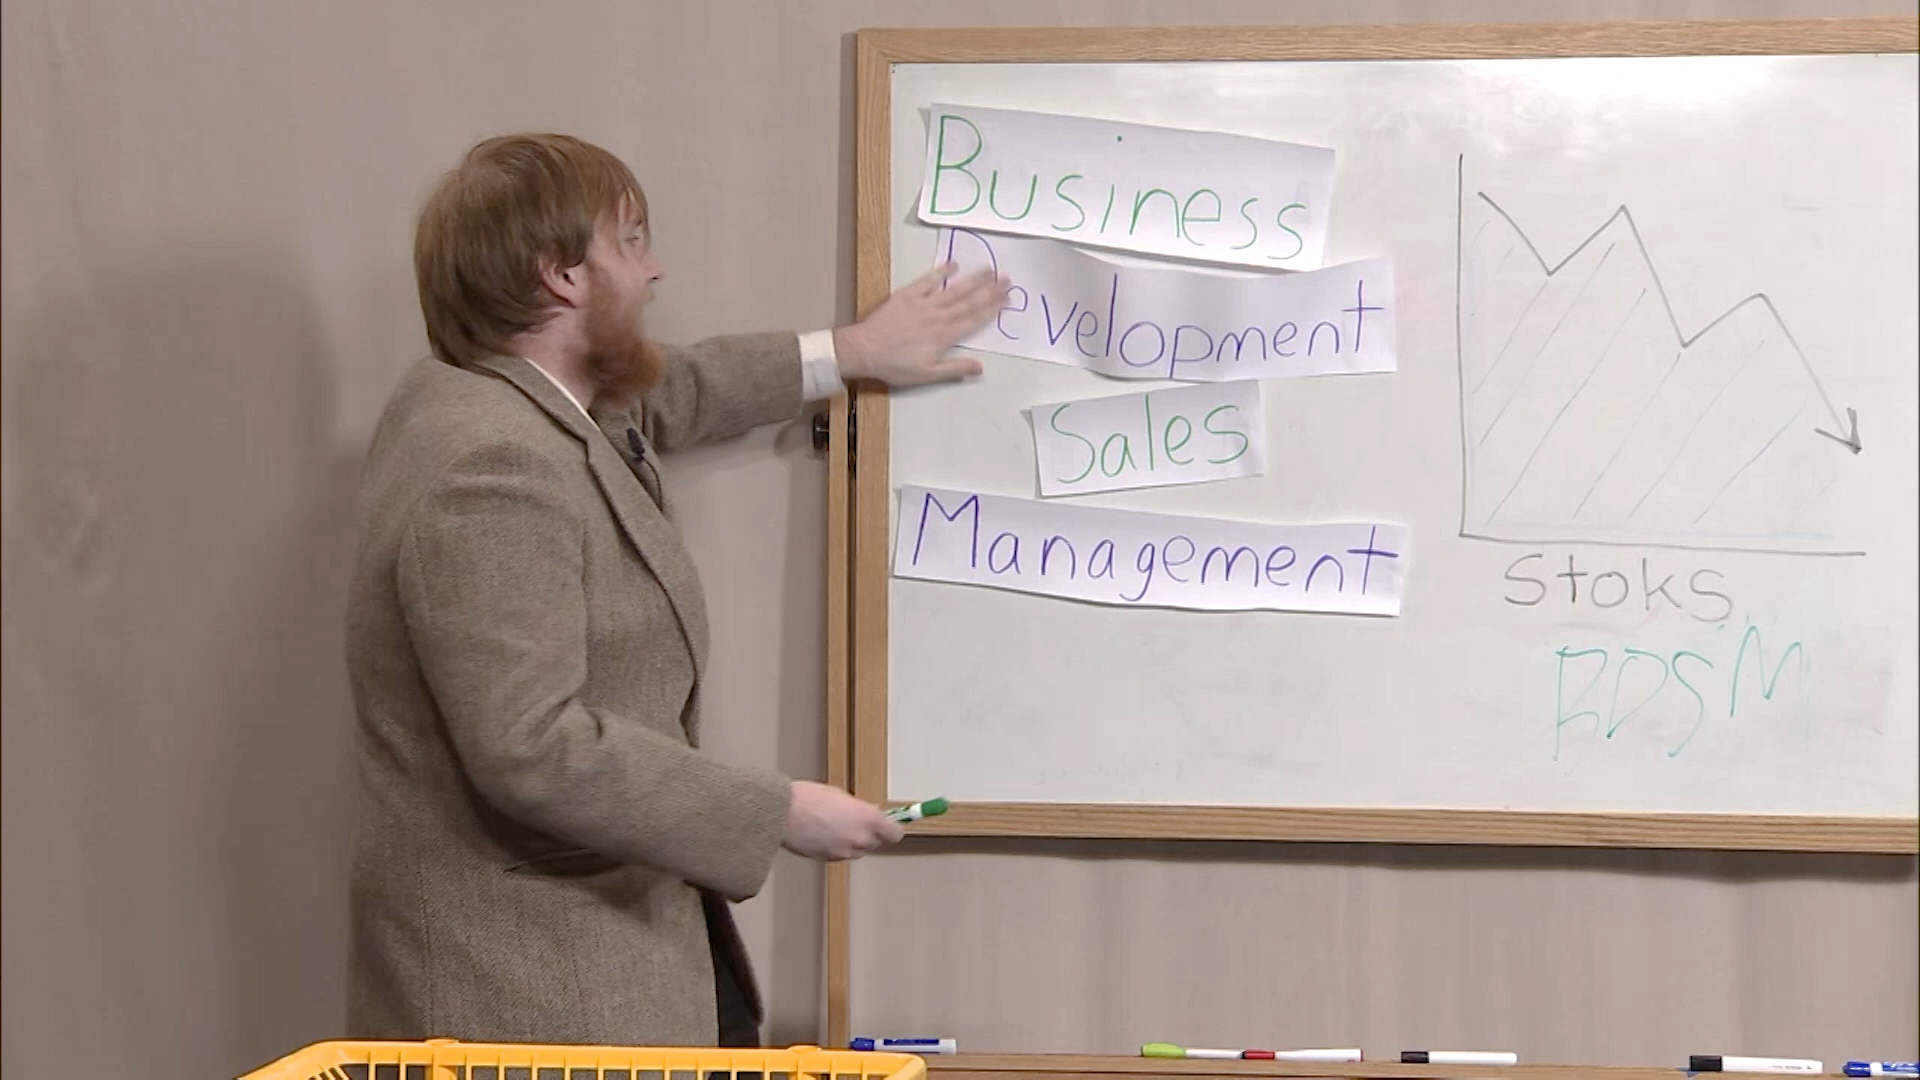 Business
Development
Sales
Management
Stoks
BDSM